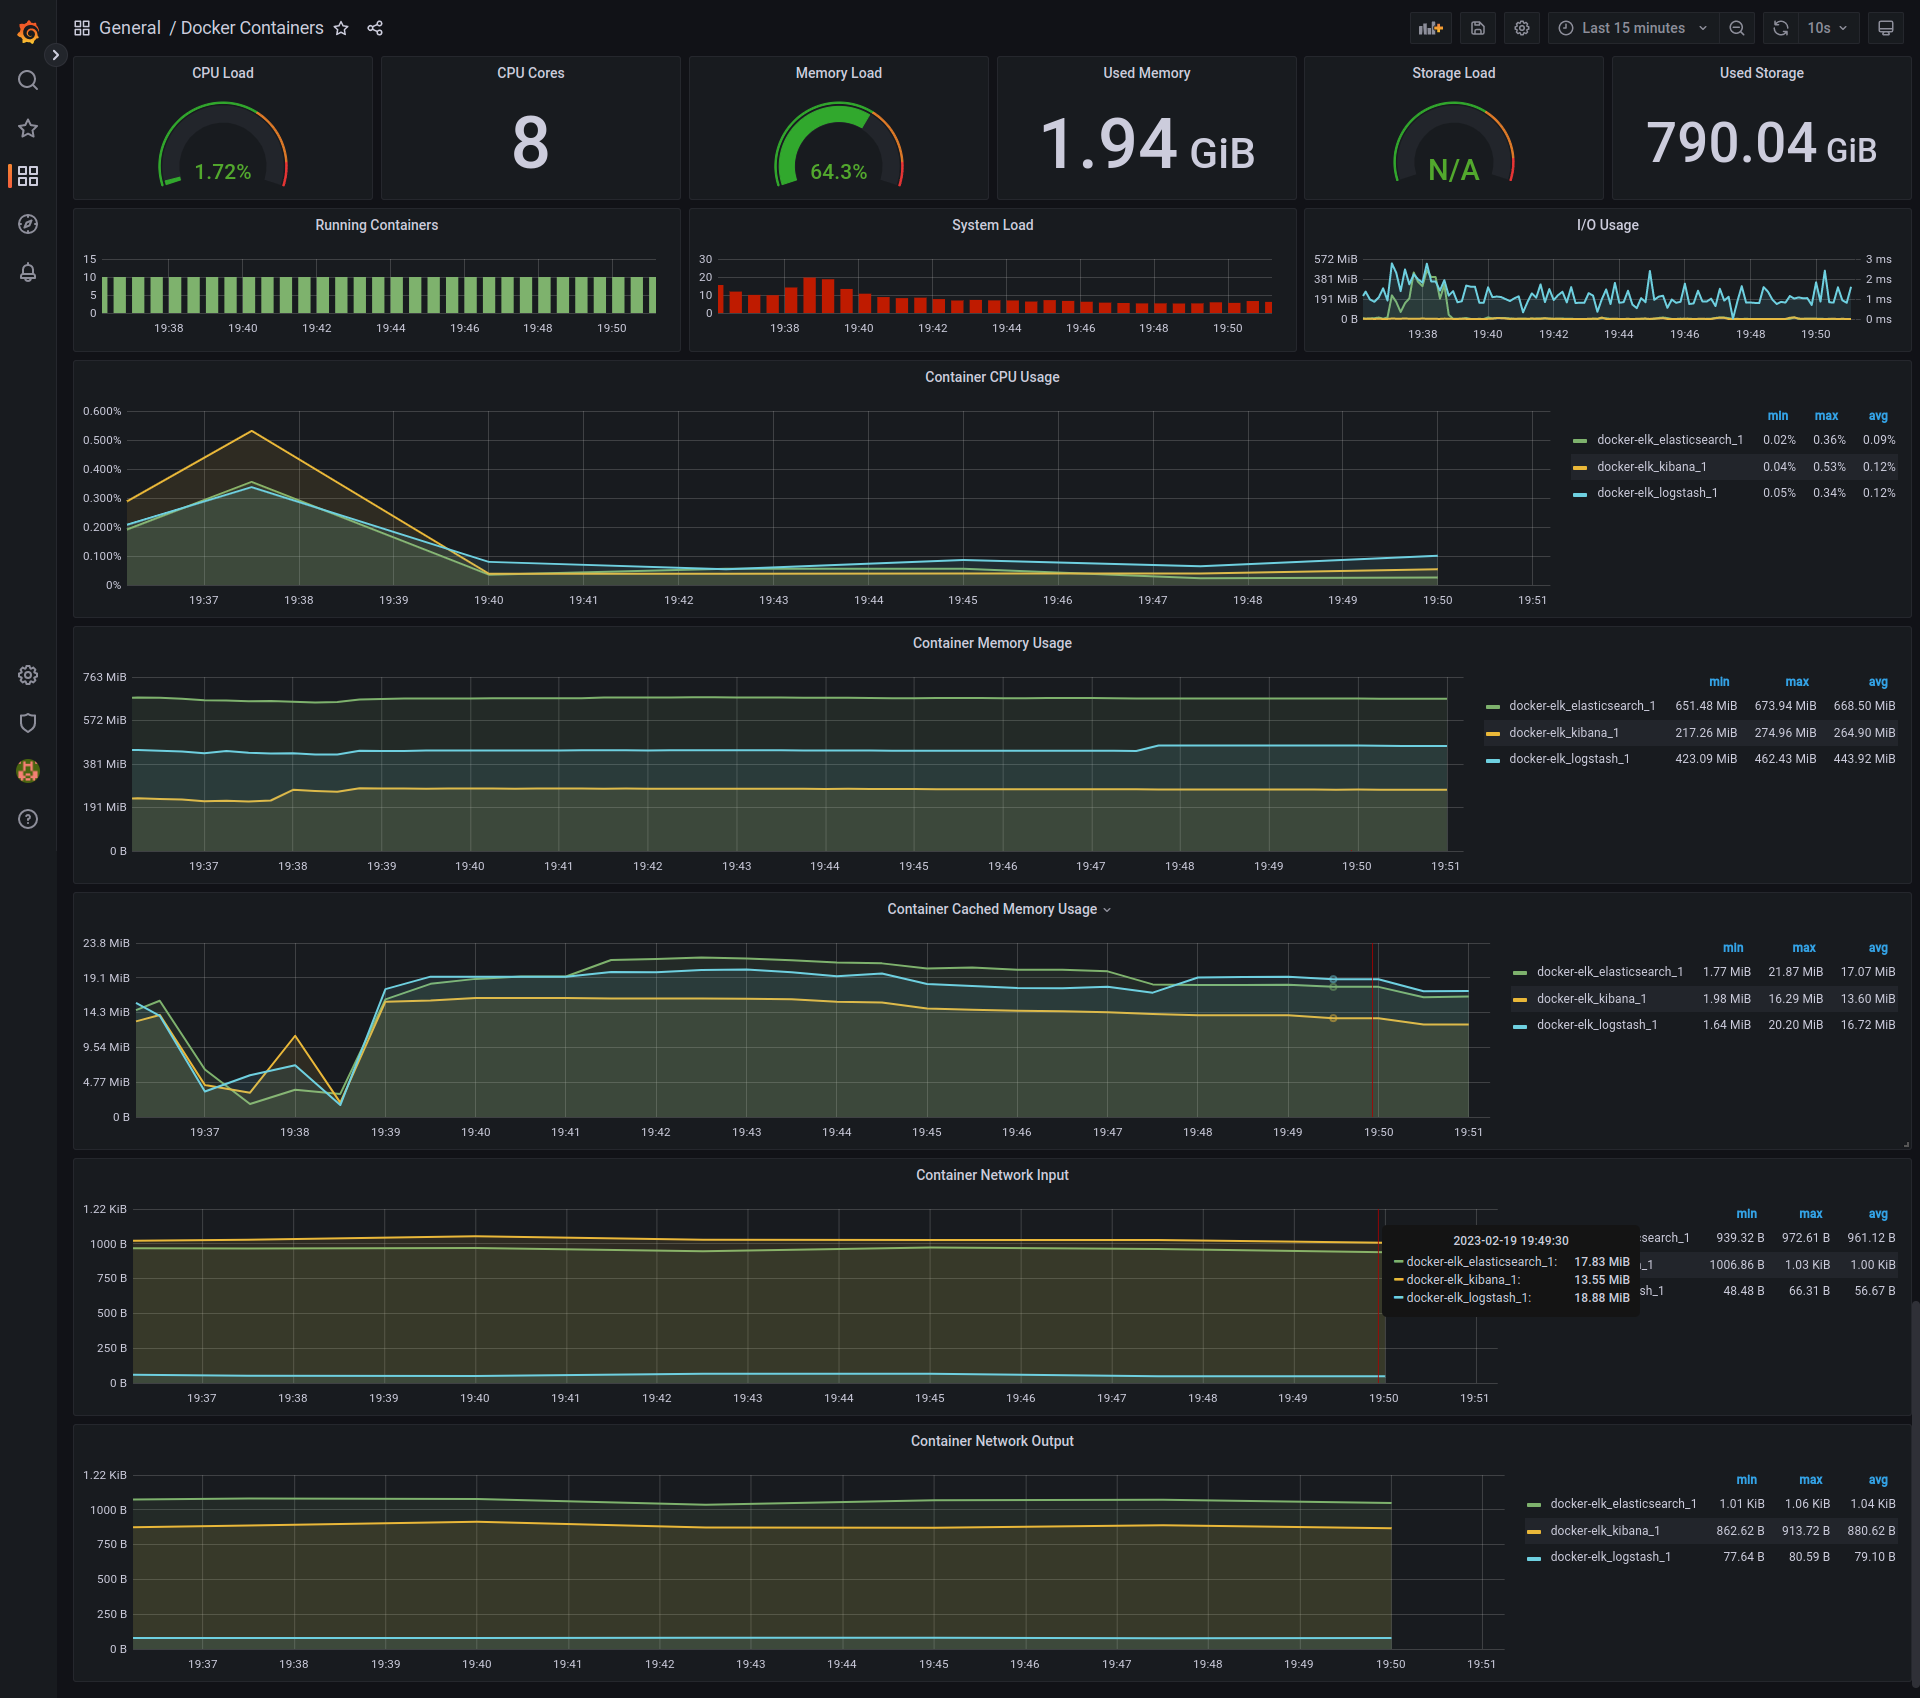 General / Docker Containers
Last 15 minutes
10s
CPU Load
CPU Cores
Memory Load
Used Memory
Storage Load
Used Storage
1.72%
8
64.3%
1.94 GiB
N/A
790.04 GiB
Running Containers
15
10
5
0
19:38 19:40 19:42 19:44 19:46 19:48 19:50
System Load
30
20
10
0
19:38 19:40 19:42 19:44 19:46 19:48 19:50
I/O Usage
572 MiB 3 ms
381 MiB 2 ms
191 MiB 1 ms
0 B 0 ms
19:38 19:40 19:42 19:44 19:46 19:48 19:50
Container CPU Usage
0.600%
0.500%
0.400%
0.300%
0.200%
0.100%
0%
19:37 19:38 19:39 19:40 19:41 19:42 19:43 19:44 19:45 19:46 19:47 19:48 19:49 19:50 19:51
min max avg
docker-elk_elasticsearch_1 0.02% 0.36% 0.09%
docker-elk_kibana_1 0.04% 0.53% 0.12%
docker-elk_logstash_1 0.05% 0.34% 0.12%
Container Memory Usage
763 MiB
572 MiB
381 MiB
191 MiB
0 B
19:37 19:38 19:39 19:40 19:41 19:42 19:43 19:44 19:45 19:46 19:47 19:48 19:49 19:50 19:51
min max avg
docker-elk_elasticsearch_1 651.48 MiB 673.94 MiB 668.50 MiB
docker-elk_kibana_1 217.26 MiB 274.96 MiB 264.90 MiB
docker-elk_logstash_1 423.09 MiB 462.43 MiB 443.92 MiB
Container Cached Memory Usage
23.8 MiB
19.1 MiB
14.3 MiB
9.54 MiB
4.77 MiB
0 B
19:37 19:38 19:39 19:40 19:41 19:42 19:43 19:44 19:45 19:46 19:47 19:48 19:49 19:50 19:51
min max avg
docker-elk_elasticsearch_1 1.77 MiB 21.87 MiB 17.07 MiB
docker-elk_kibana_1 1.98 MiB 16.29 MiB 13.60 MiB
docker-elk_logstash_1 1.64 MiB 20.20 MiB 16.72 MiB
Container Network Input
1.22 KiB
1000 B
750 B
500 B
250 B
0 B
19:37 19:38 19:39 19:40 19:41 19:42 19:43 19:44 19:45 19:46 19:47 19:48 19:49 19:50 19:51
2023-02-19 19:49:30
docker-elk_elasticsearch_1: 17.83 MiB
docker-elk_kibana_1: 13.55 MiB
docker-elk_logstash_1: 18.88 MiB
min max avg
search_1 939.32 B 972.61 B 961.12 B
_1 1006.86 B 1.03 KiB 1.00 KiB
sh_1 48.48 B 66.31 B 56.67 B
Container Network Output
1.22 KiB
1000 B
750 B
500 B
250 B
0 B
19:37 19:38 19:39 19:40 19:41 19:42 19:43 19:44 19:45 19:46 19:47 19:48 19:49 19:50 19:51
min max avg
docker-elk_elasticsearch_1 1.01 KiB 1.06 KiB 1.04 KiB
docker-elk_kibana_1 862.62 B 913.72 B 880.62 B
docker-elk_logstash_1 77.64 B 80.59 B 79.10 B